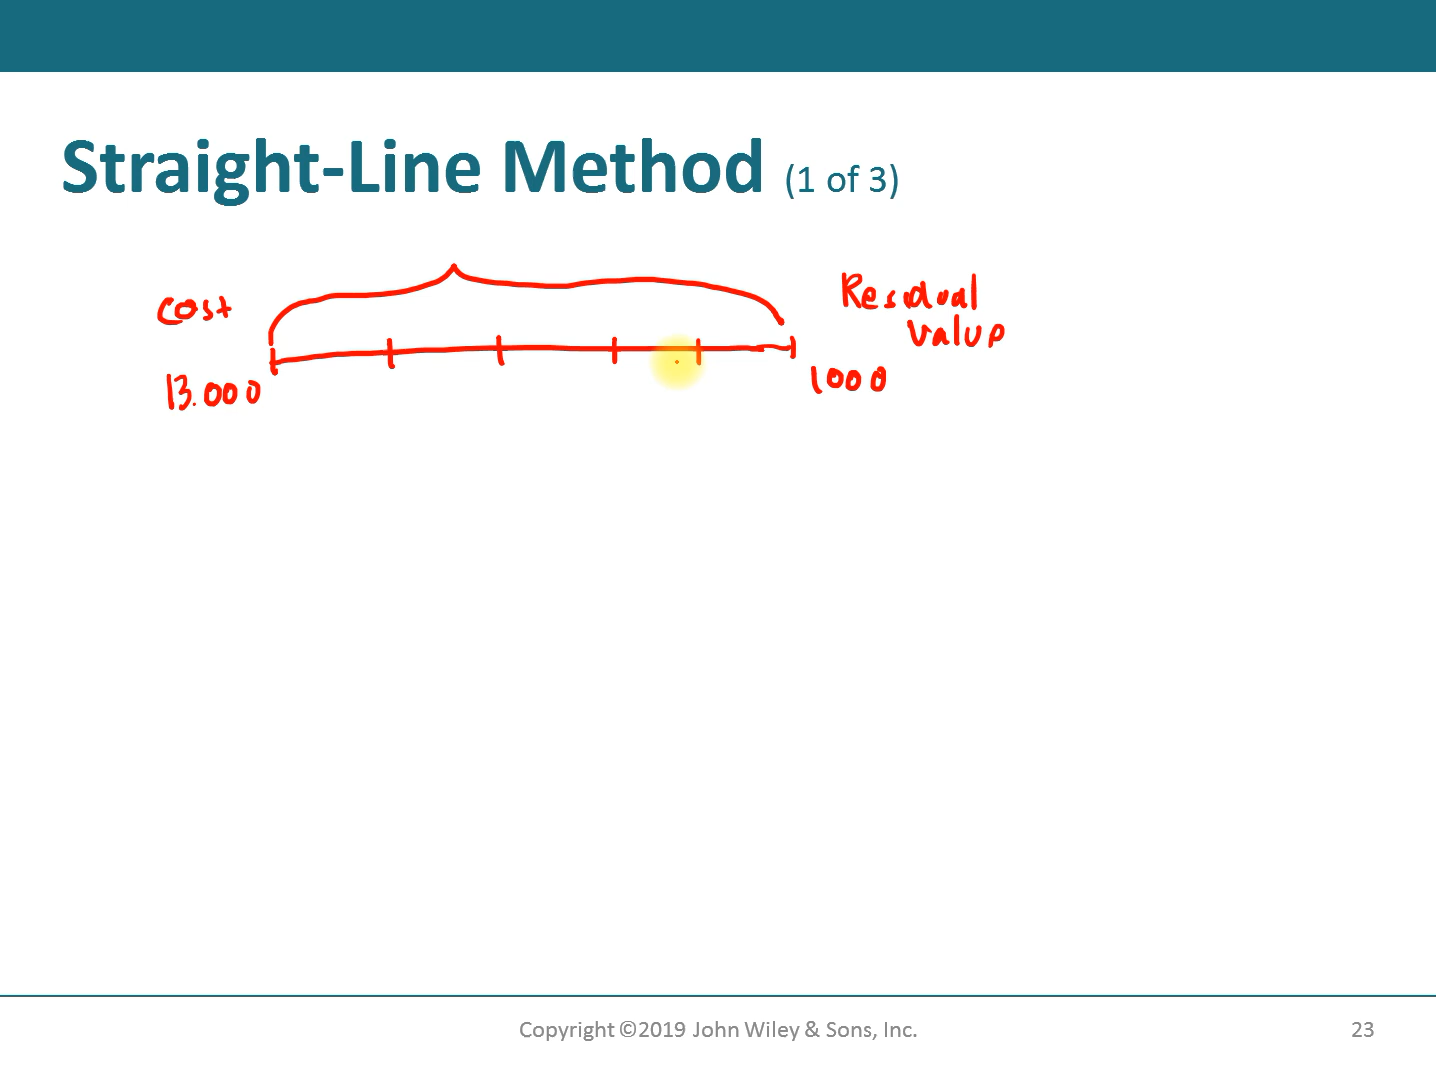 Straight-Line Method (1 of 3)
Cost
Residual
Value
13.000
1000
Copyright ©2019 John Wiley & Sons, Inc.
23